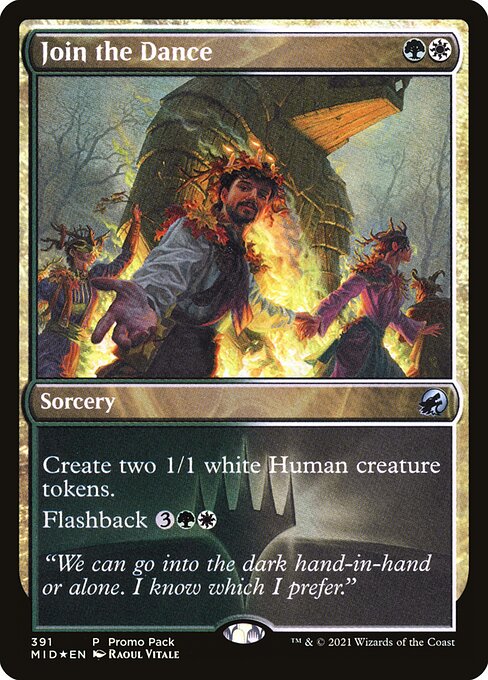 Join the Dance
Sorcery
Create two 1/1 white Human creature
tokens.
Flashback 3
“We can go into the dark hand-in-hand
or alone. I know which I prefer.”
391 P Promo Pack
MID★EN Raoul Vitale
™ & © 2021 Wizards of the Coast